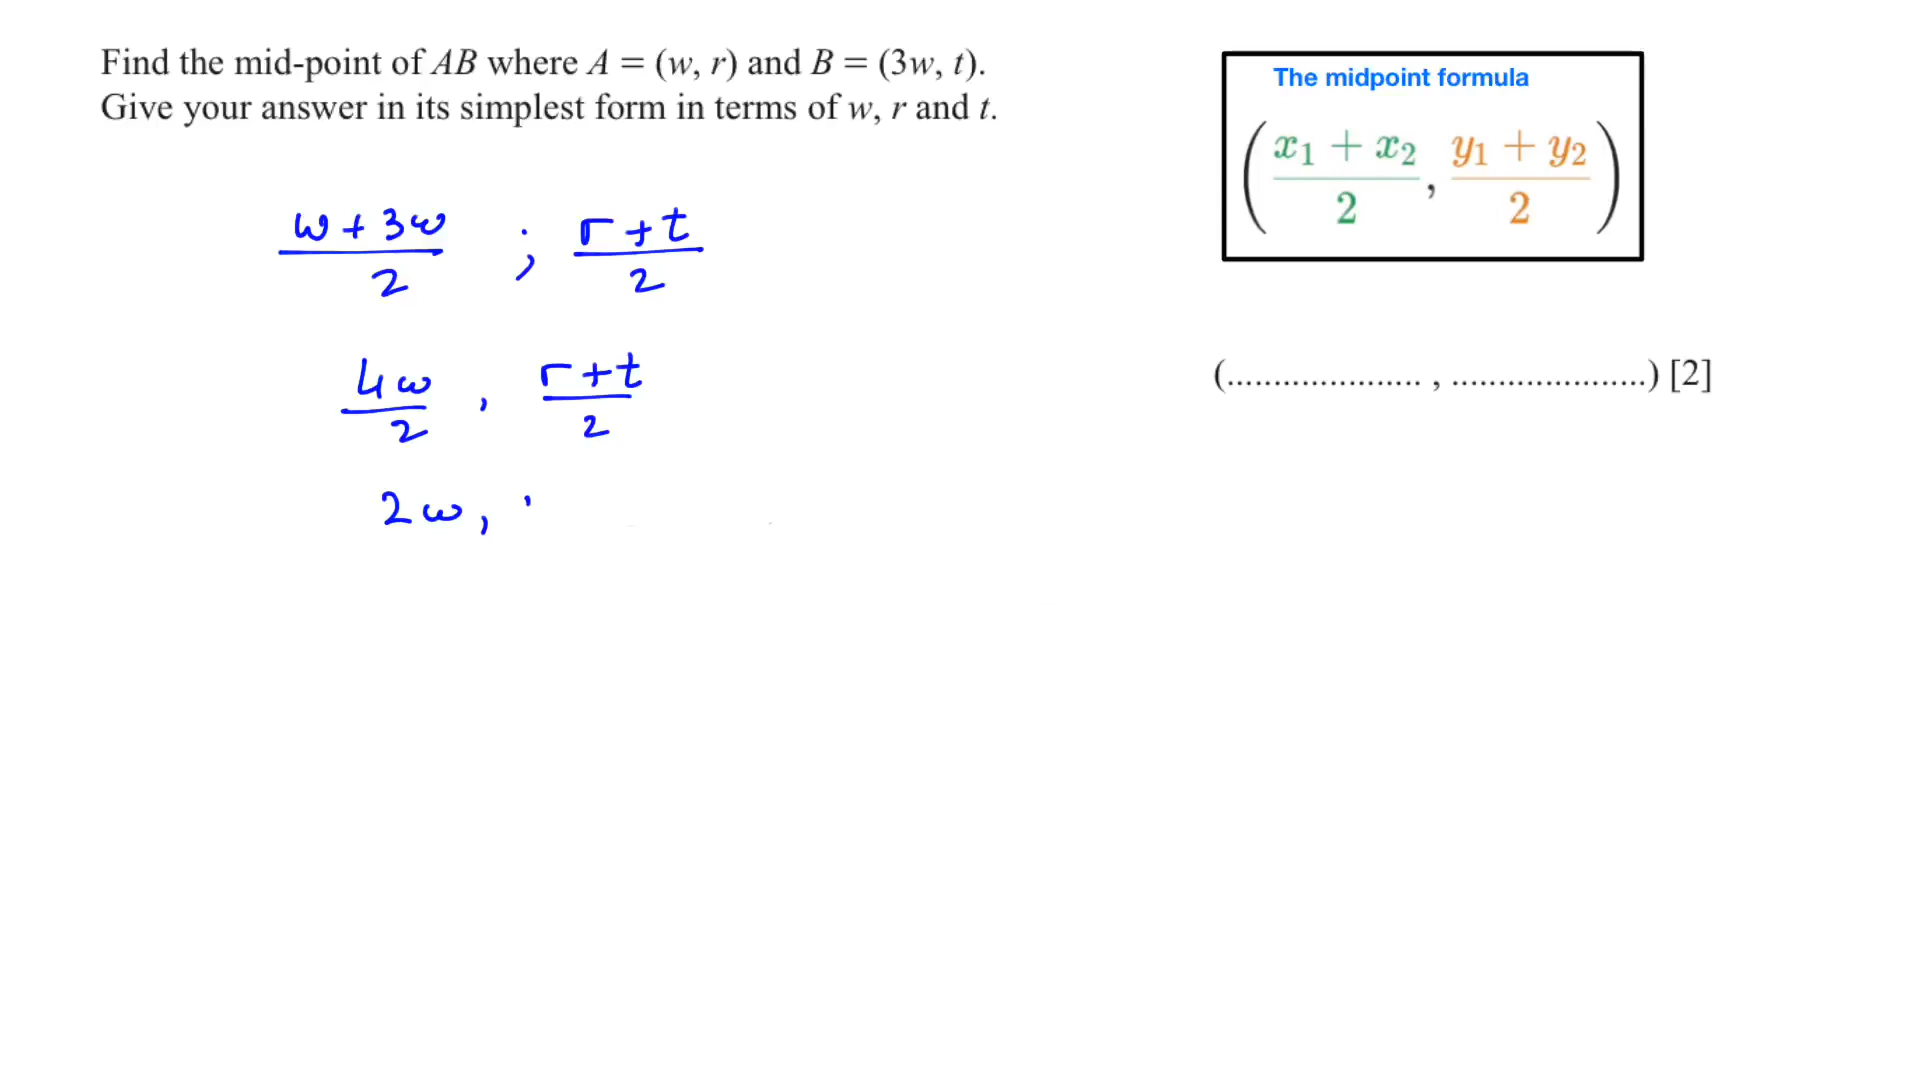 Find the mid-point of AB where A = (w, r) and B = (3w, t).
Give your answer in its simplest form in terms of w, r and t.
The midpoint formula
(x₁ + x₂ / 2, y₁ + y₂ / 2)
w + 3w / 2 ; r + t / 2
(..................... , .....................) [2]
4w / 2 , r + t / 2
2w ,